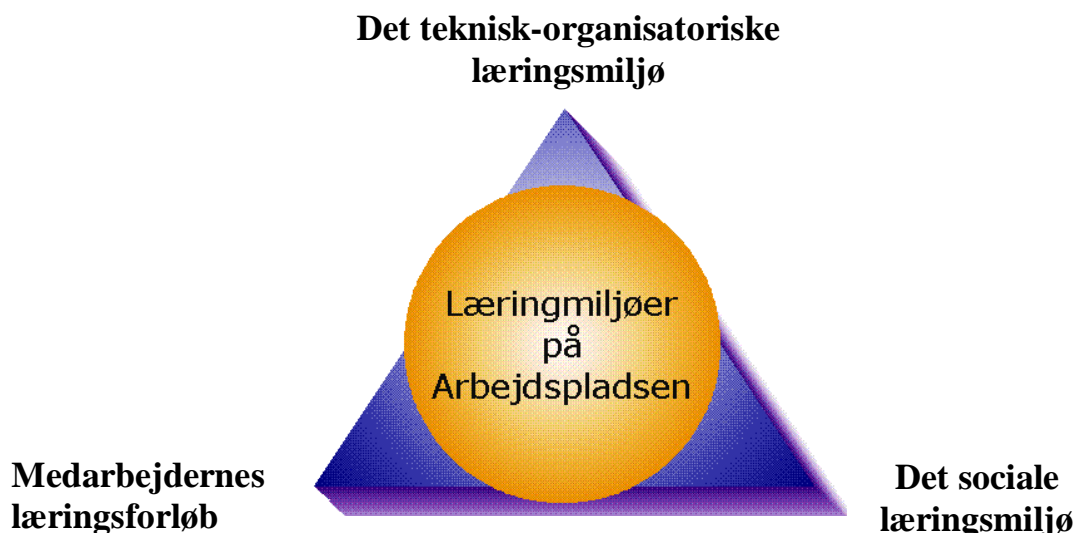 Det teknisk-organisatoriske
læringsmiljø
Læringmiljøer
på
Arbejdspladsen
Medarbejdernes
læringsforløb
Det sociale
læringsmiljø